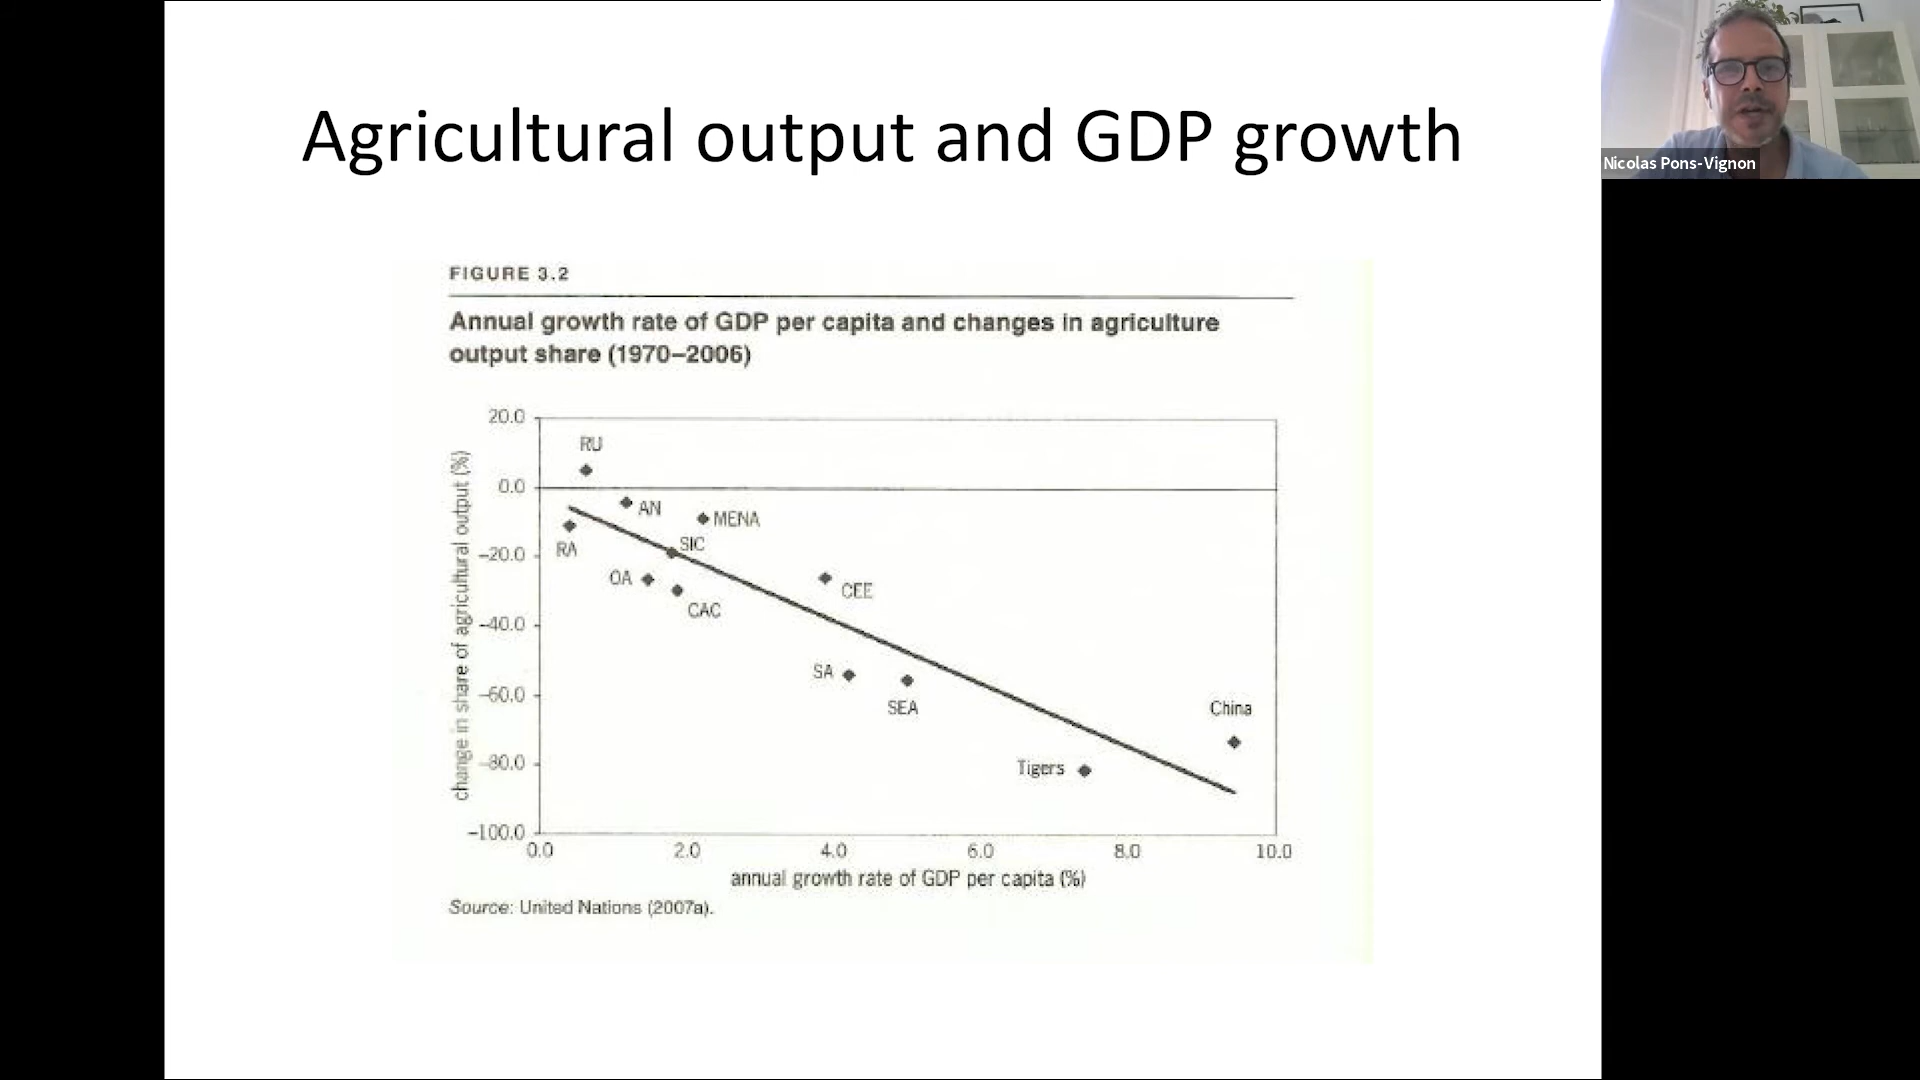 Agricultural output and GDP growth
Nicolas Pons-Vignon
FIGURE 3.2
Annual growth rate of GDP per capita and changes in agriculture
output share (1970–2006)
change in share of agricultural output (%)
20.0
0.0
–20.0
–40.0
–60.0
–80.0
–100.0
RU
AN
MENA
RA
SIC
OA
CAC
CEE
SA
SEA
China
Tigers
0.0 2.0 4.0 6.0 8.0 10.0
annual growth rate of GDP per capita (%)
Source: United Nations (2007a).